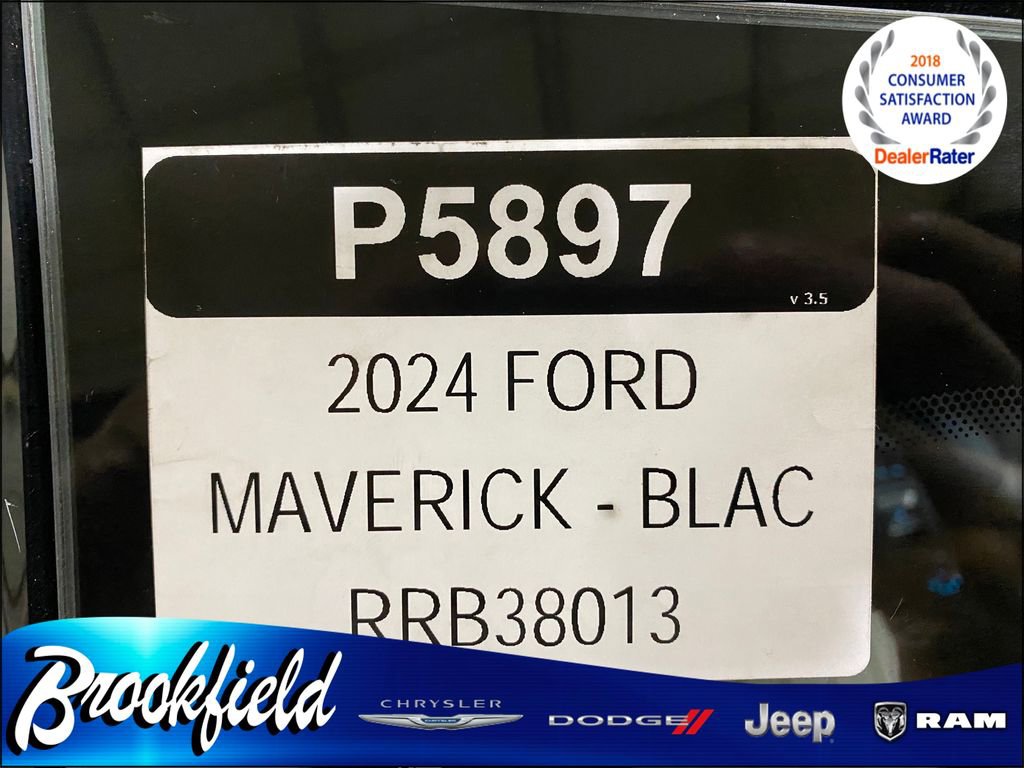 2018
CONSUMER
SATISFACTION
AWARD
DealerRater
P5897
v 3.5
2024 FORD
MAVERICK - BLAC
RRB38013
Brookfield
CHRYSLER
DODGE
Jeep
RAM